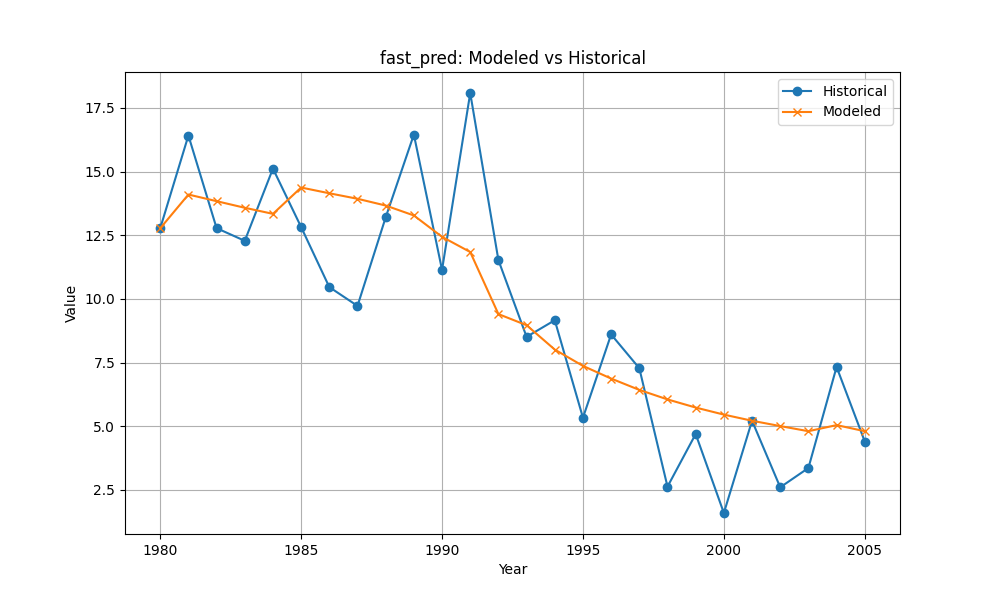 fast_pred: Modeled vs Historical
Historical
Modeled
Value
17.5
15.0
12.5
10.0
7.5
5.0
2.5
1980
1985
1990
1995
2000
2005
Year